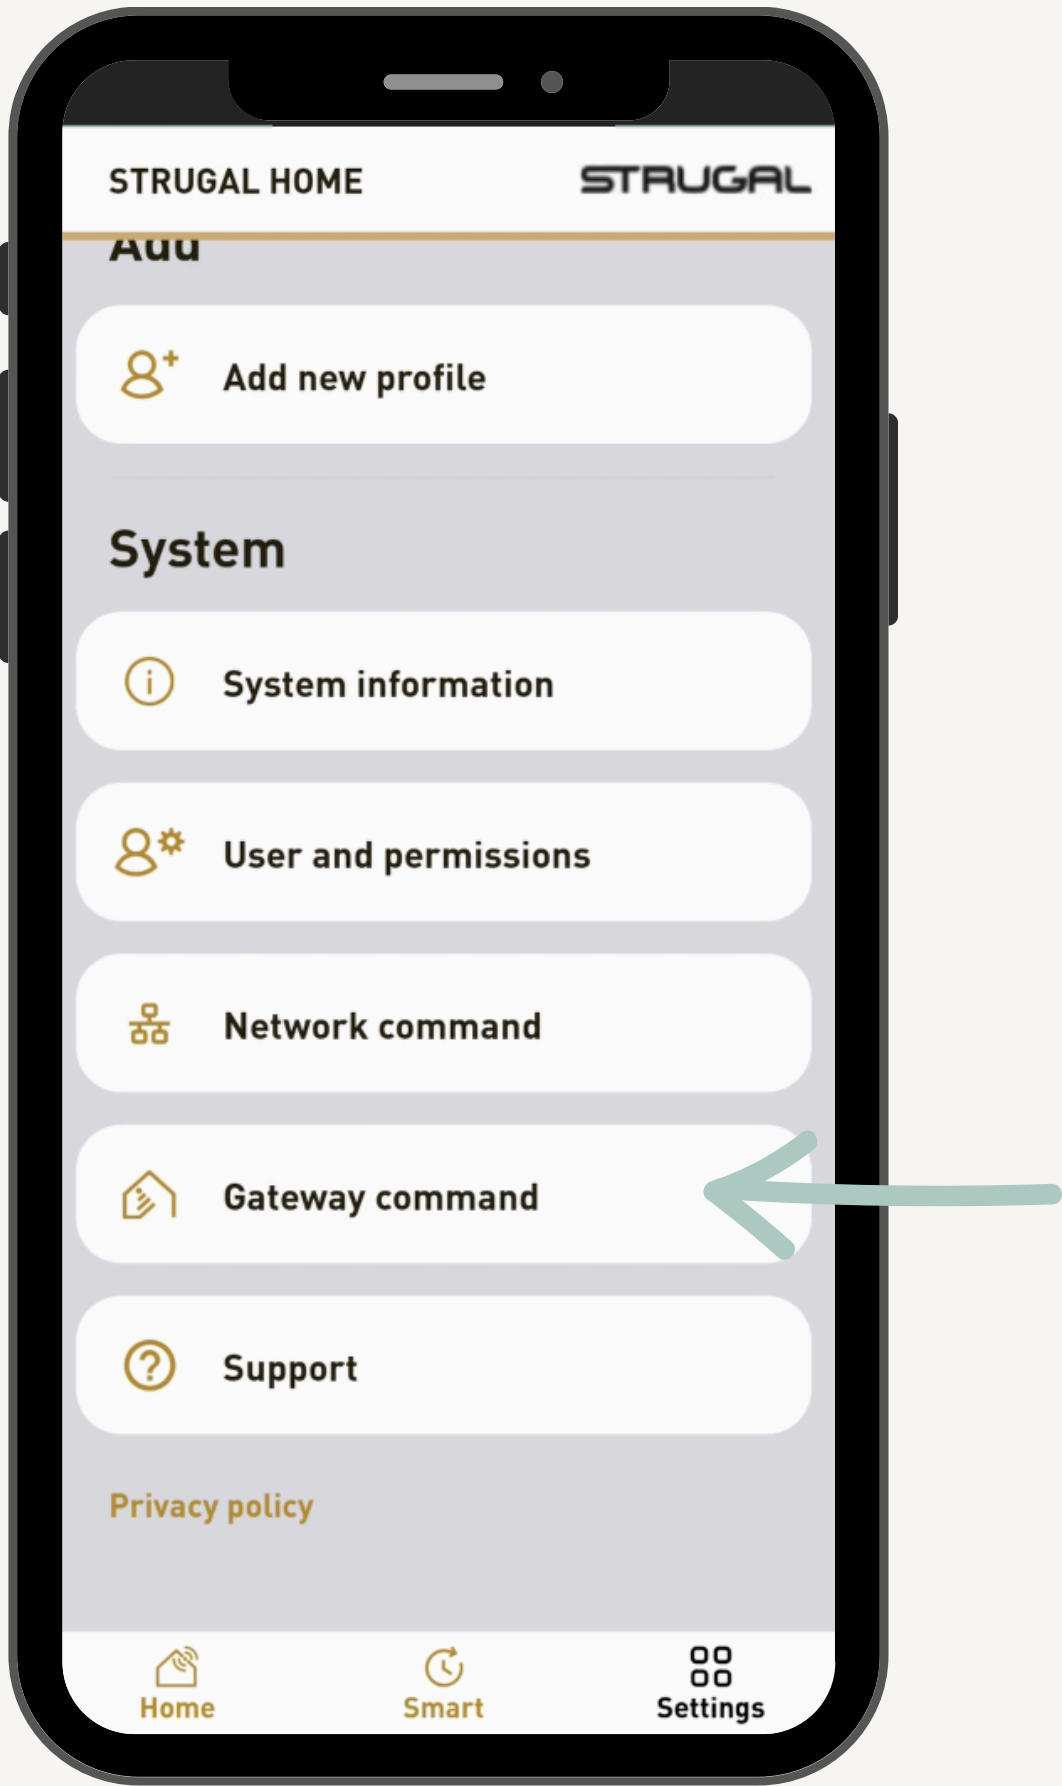 STRUGAL HOME
STRUGAL
Add
Add new profile
System
System information
User and permissions
Network command
Gateway command
Support
Privacy policy
Home
Smart
Settings